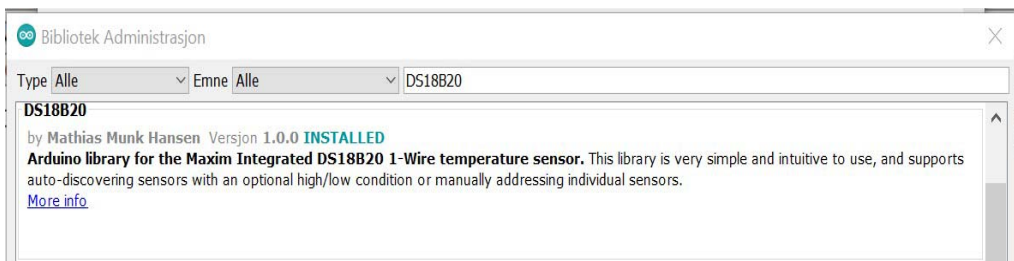 Bibliotek Administrasjon
Type Alle Emne Alle DS18B20
DS18B20
by Mathias Munk Hansen Versjon 1.0.0 INSTALLED
Arduino library for the Maxim Integrated DS18B20 1-Wire temperature sensor. This library is very simple and intuitive to use, and supports
auto-discovering sensors with an optional high/low condition or manually addressing individual sensors.
More info